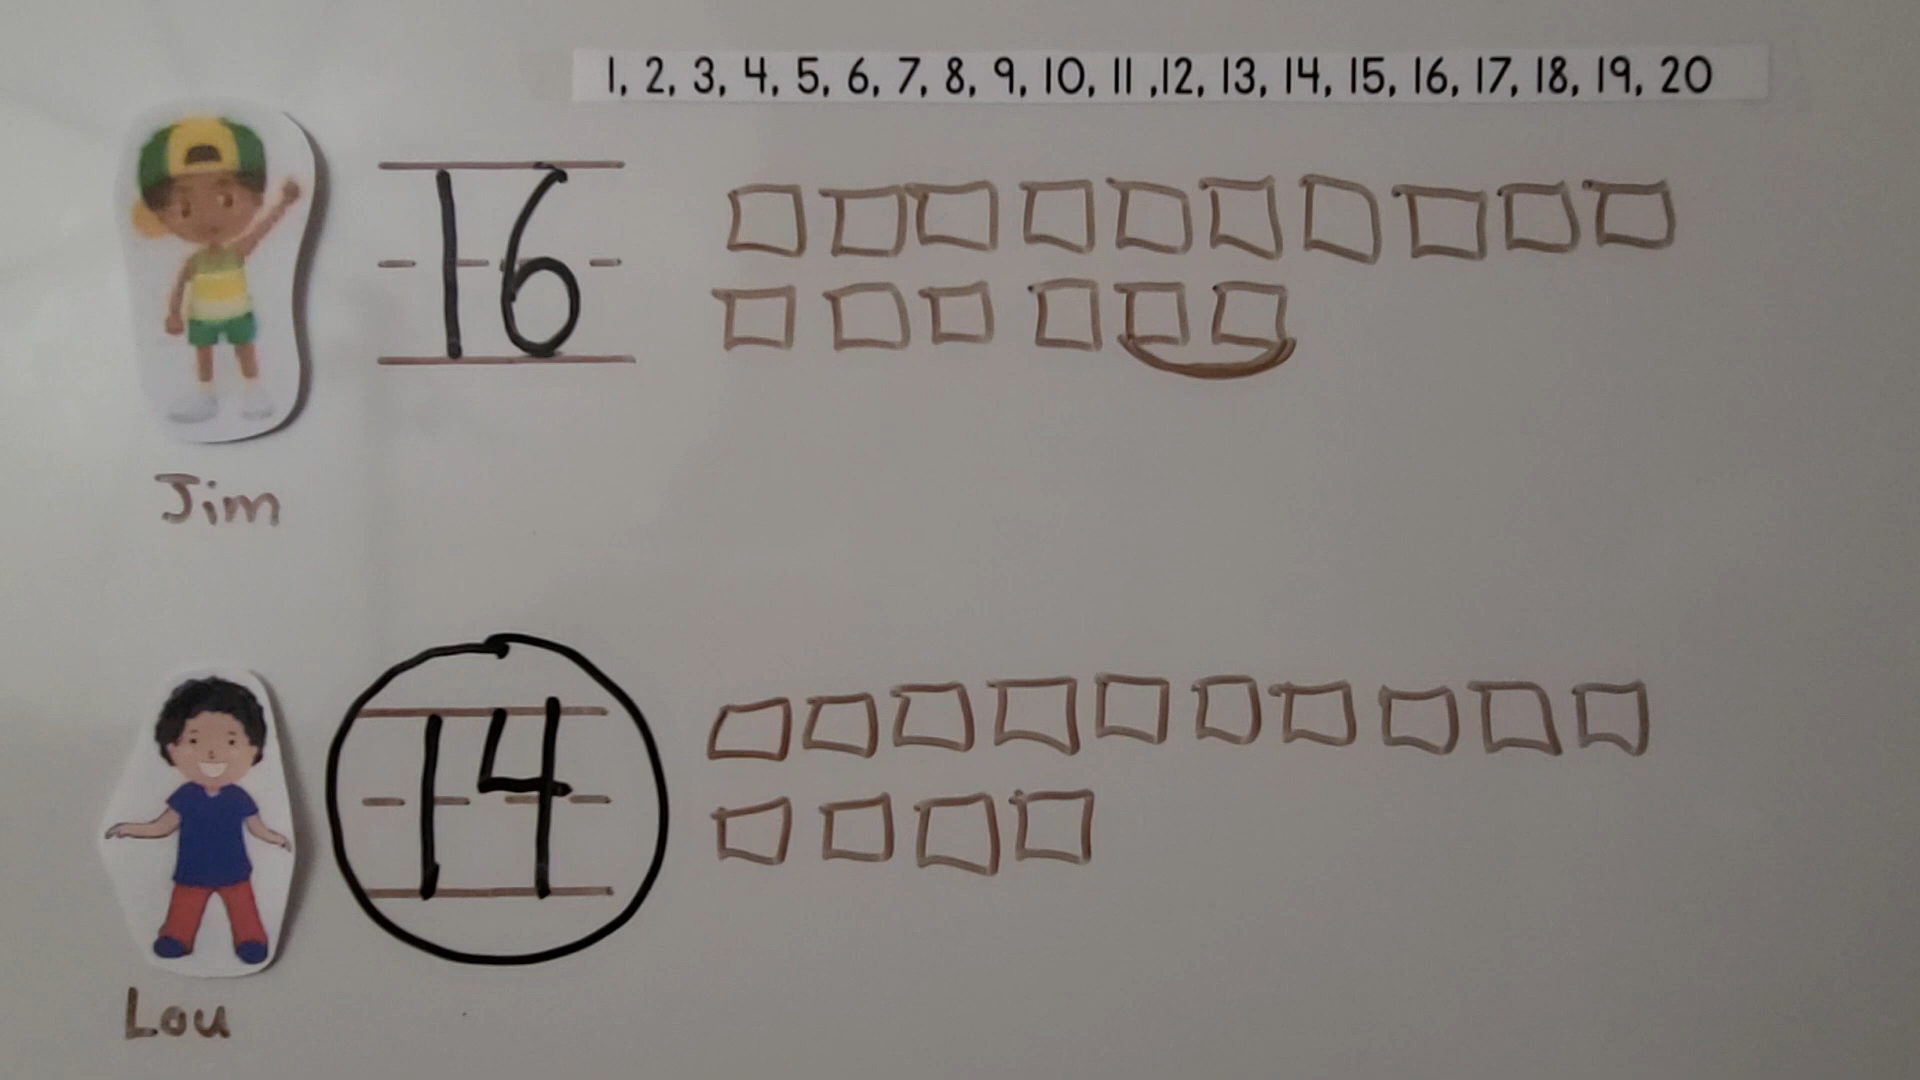 1, 2, 3, 4, 5, 6, 7, 8, 9, 10, 11 ,12, 13, 14, 15, 16, 17, 18, 19, 20
16
Jim
14
Lou